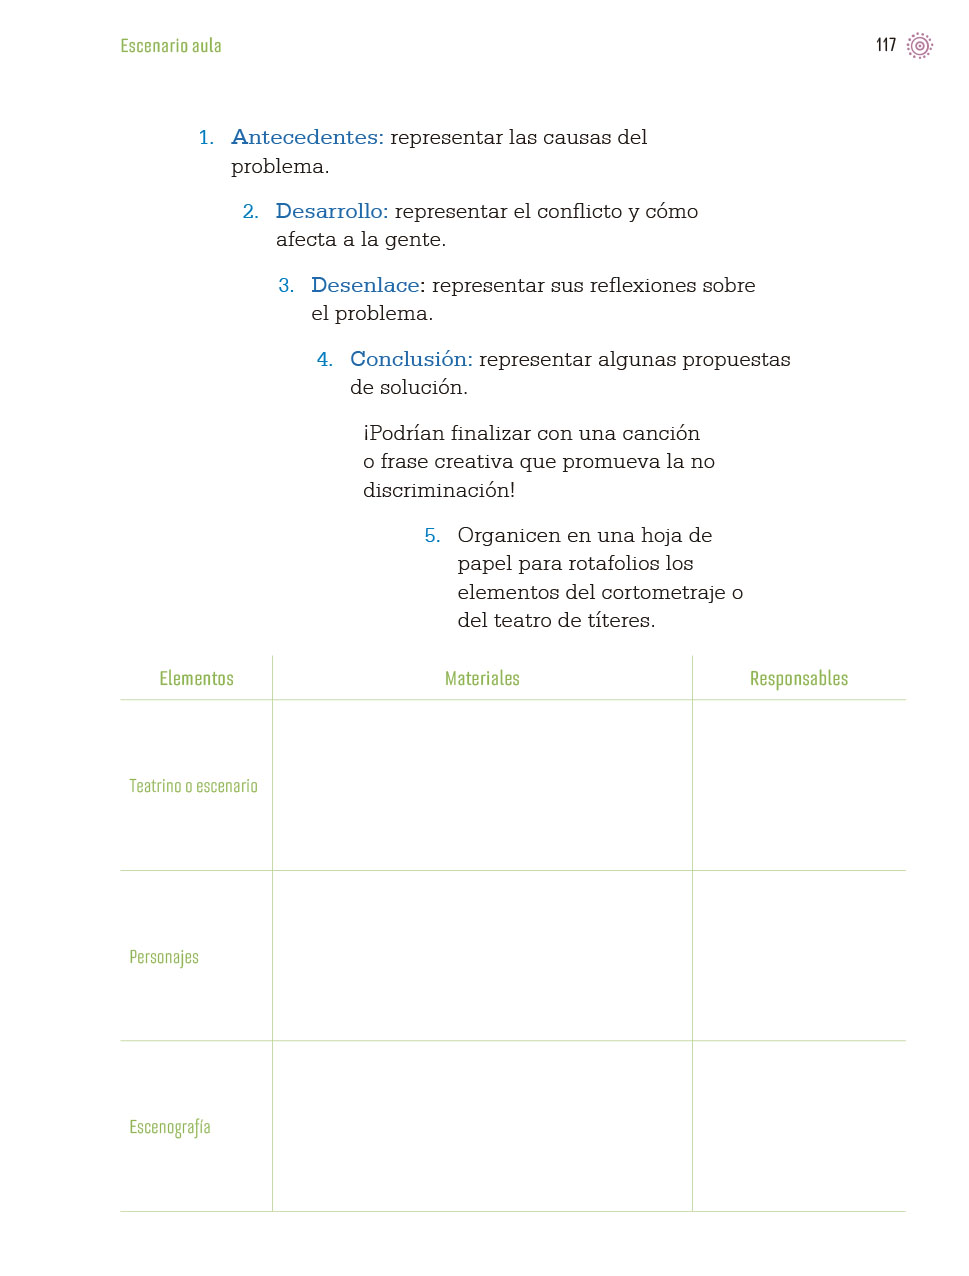 Escenario aula
117
1. Antecedentes: representar las causas del
problema.
2. Desarrollo: representar el conflicto y cómo
afecta a la gente.
3. Desenlace: representar sus reflexiones sobre
el problema.
4. Conclusión: representar algunas propuestas
de solución.
¡Podrían finalizar con una canción
o frase creativa que promueva la no
discriminación!
5. Organicen en una hoja de
papel para rotafolios los
elementos del cortometraje o
del teatro de títeres.
Elementos Materiales Responsables
Teatrino o escenario
Personajes
Escenografía